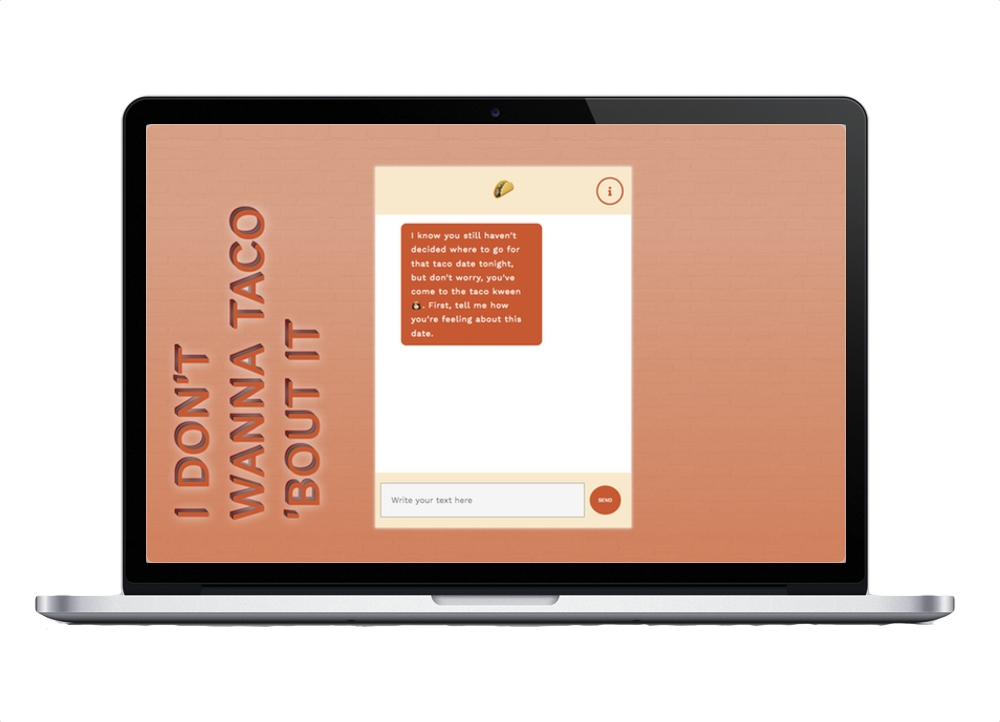 I DON'T
WANNA TACO
'BOUT IT
i
I know you still haven't
decided where to go for
that taco date tonight,
but don't worry, you've
come to the taco kween
👸. First, tell me how
you're feeling about this
date.
Write your text here
SEND